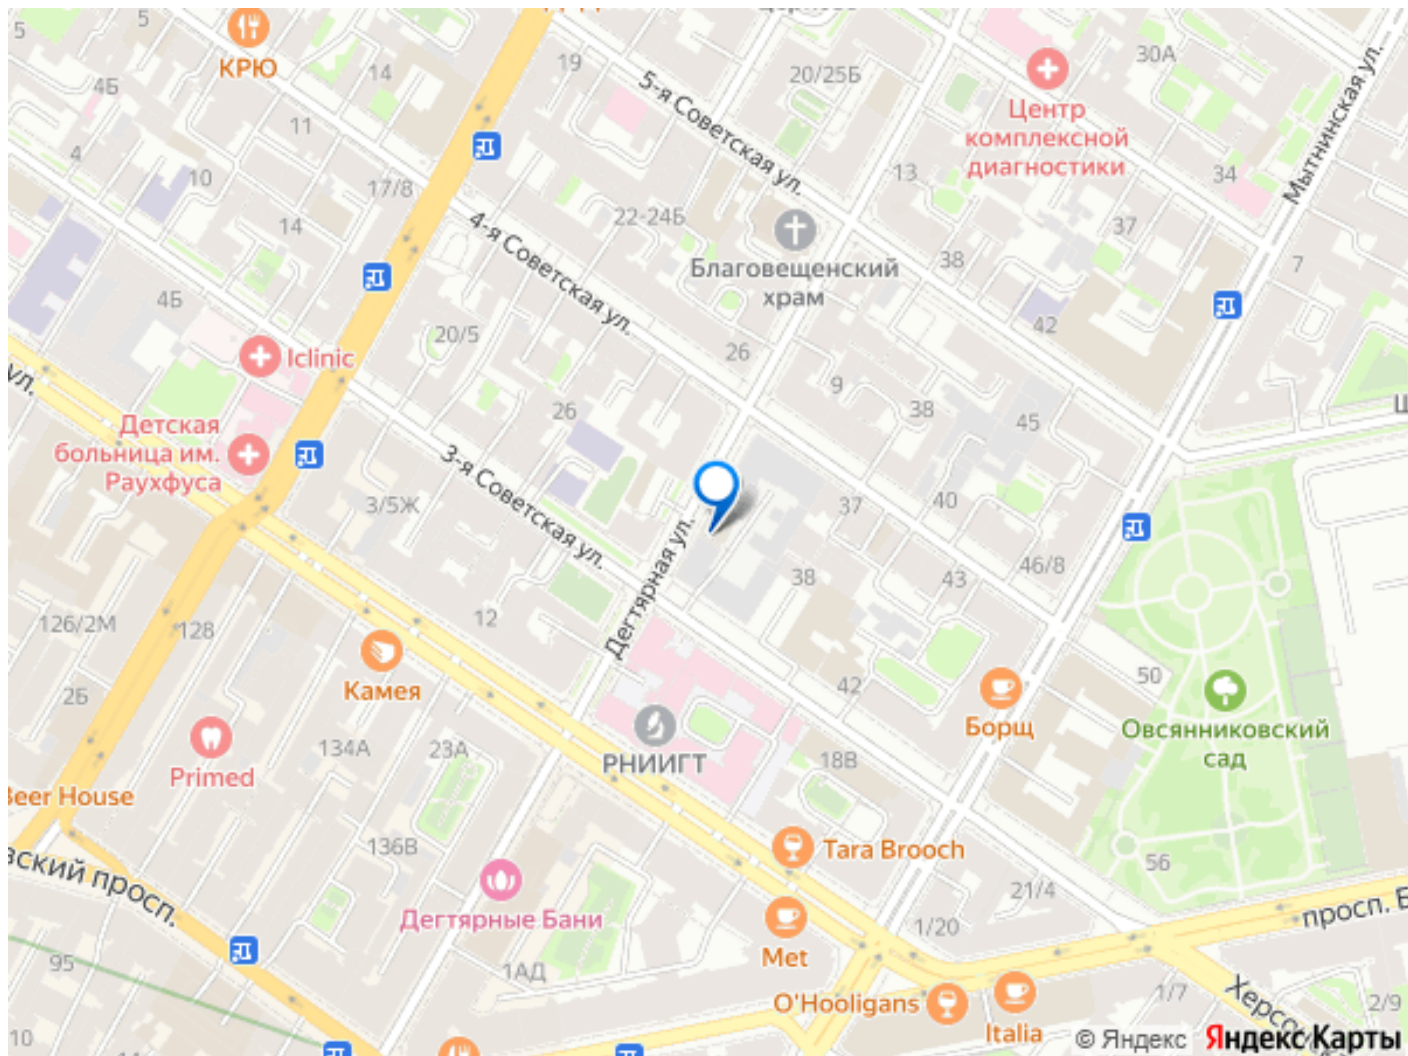 5
5
КРЮ
14
4Б
11
4
10
17/8
14
4Б
19
5-я Советская ул.
20/25Б
Центр
комплексной
диагностики
30А
Мытнинская ул.
13
34
37
7
22-24Б
4-я Советская ул.
Благовещенский
храм
38
42
20/5
Iclinic
ул.
26
9
38
45
26
Детская
больница им.
Раухфуса
3-я Советская ул.
3/5Ж
Дегтярная ул.
37
40
46/8
43
38
12
126/2М
128
Камея
2Б
42
50
Борщ
Овсянниковский
сад
Primed
134А
23А
РНИИГТ
18В
Beer House
136В
Tara Brooch
56
21/4
Дегтярные Бани
Met
1/20
просп. Б
95
1АД
O'Hooligans
Italia
1/7
Херсо
2/9
10
© Яндекс Яндекс Карты